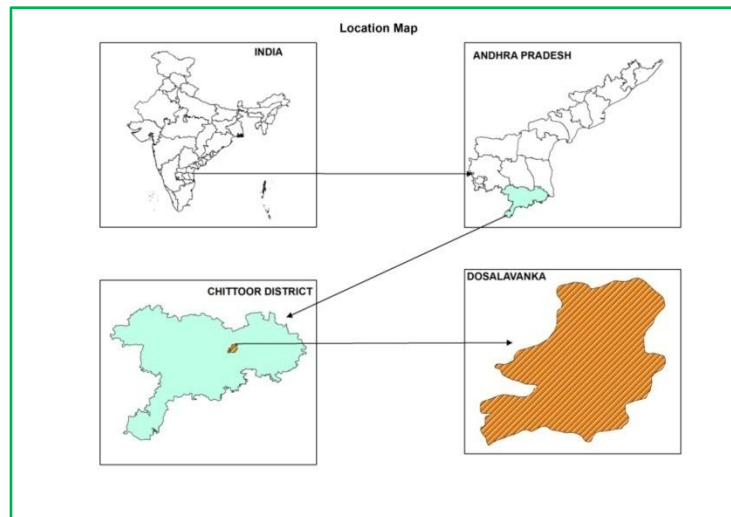 Location Map
INDIA
ANDHRA PRADESH
CHITTOOR DISTRICT
DOSALAVANKA